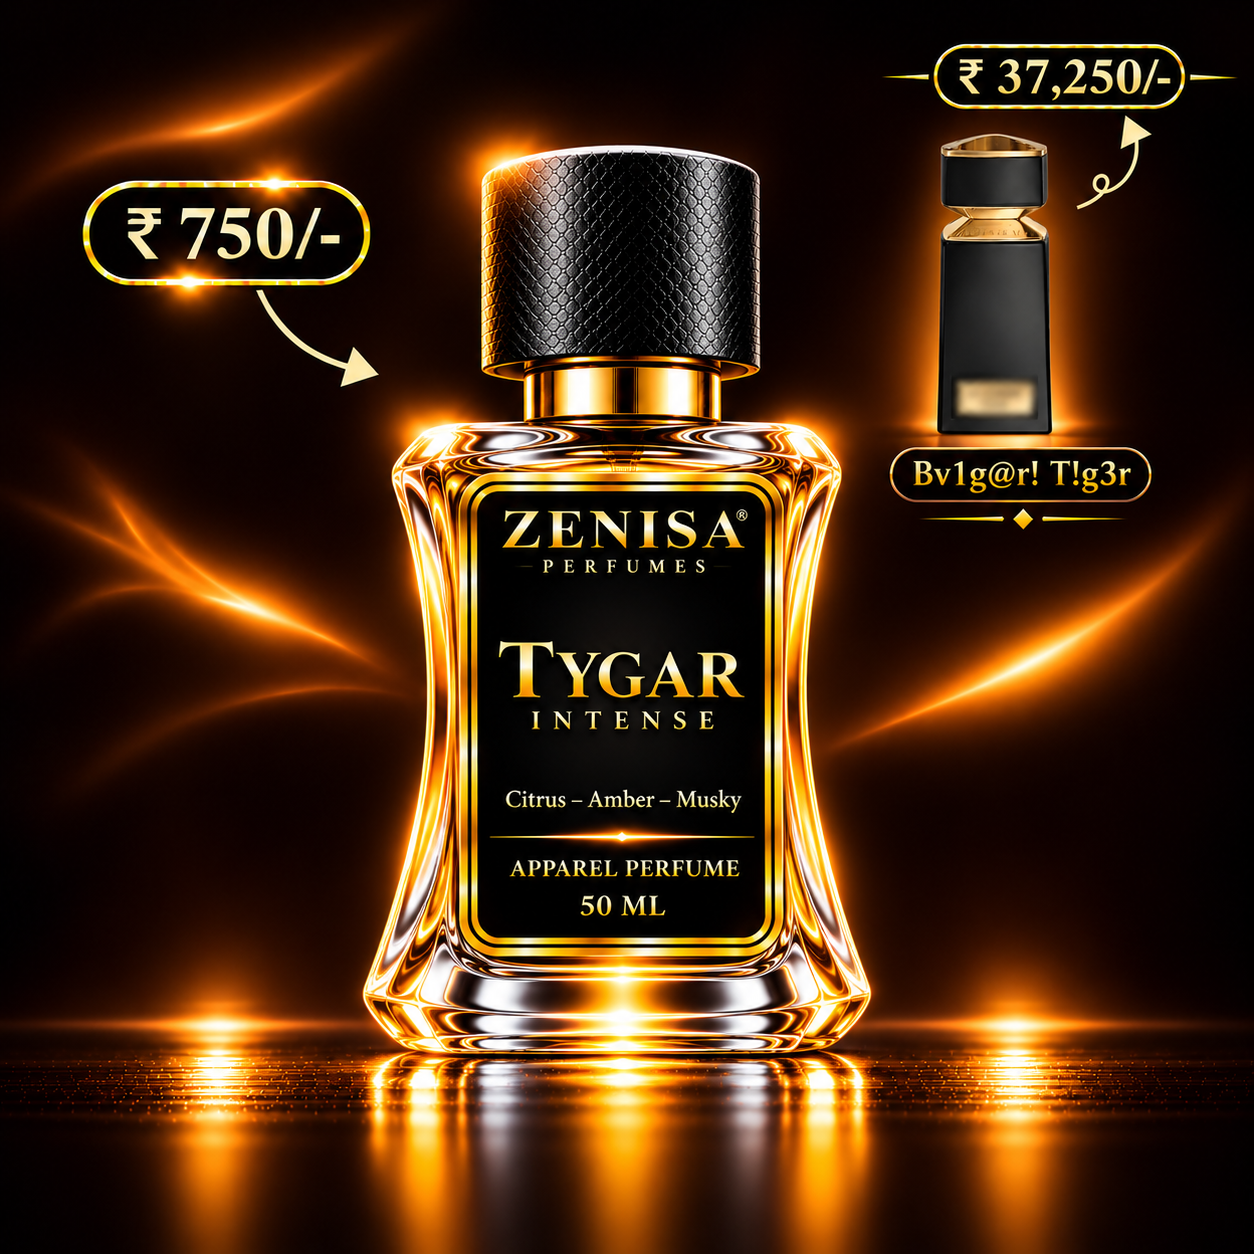 ₹ 37,250/-
₹ 750/-
Bv1g@r! T!g3r
ZENISA®
PERFUMES
TYGAR
INTENSE
Citrus – Amber – Musky
APPAREL PERFUME
50 ML